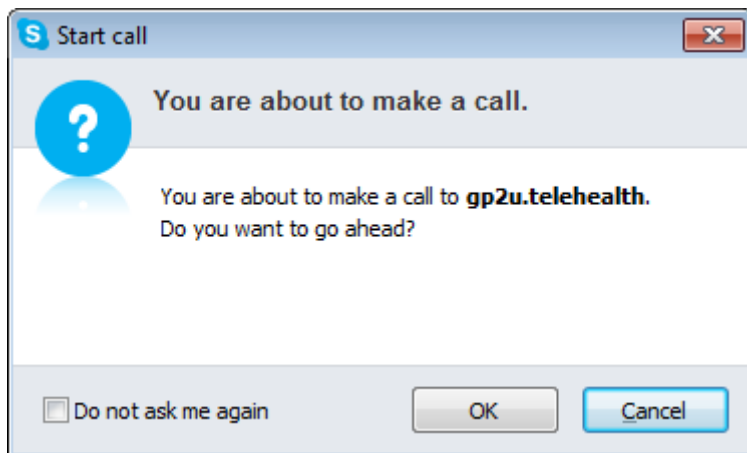 Start call
You are about to make a call.
You are about to make a call to gp2u.telehealth.
Do you want to go ahead?
Do not ask me again
OK
Cancel